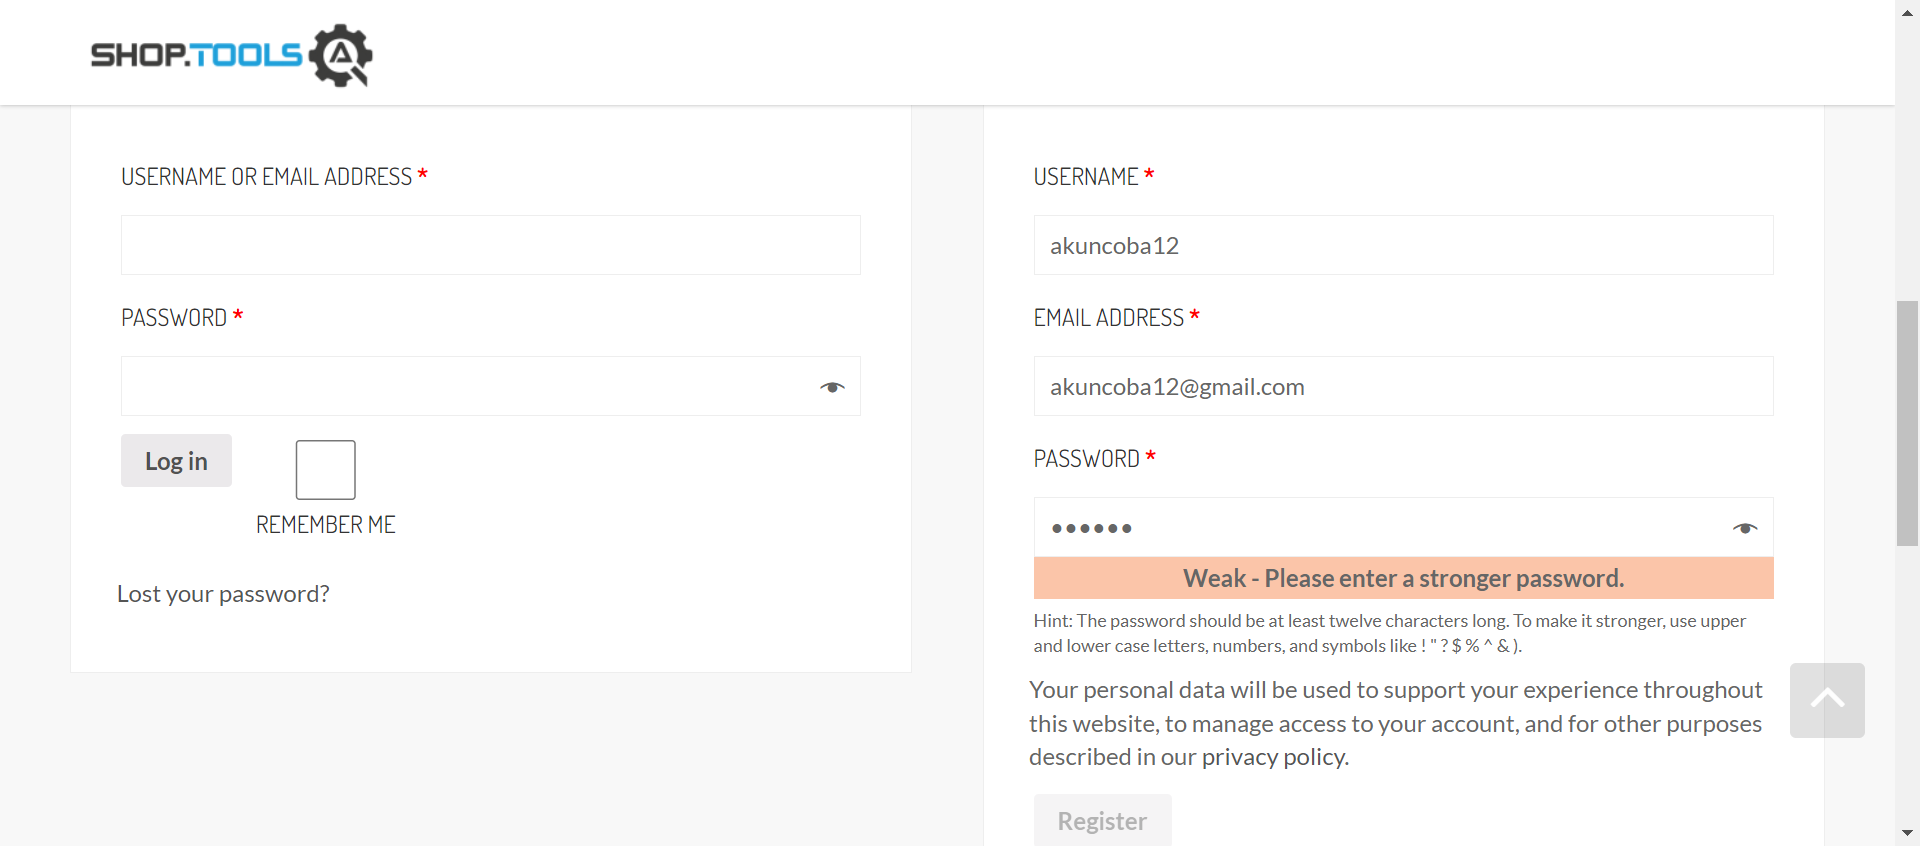 SHOP.TOOLS
USERNAME OR EMAIL ADDRESS *
PASSWORD *
Log in
REMEMBER ME
Lost your password?
USERNAME *
akuncoba12
EMAIL ADDRESS *
akuncoba12@gmail.com
PASSWORD *
••••••
Weak - Please enter a stronger password.
Hint: The password should be at least twelve characters long. To make it stronger, use upper
and lower case letters, numbers, and symbols like ! " ? $ % ^ & ).
Your personal data will be used to support your experience throughout
this website, to manage access to your account, and for other purposes
described in our privacy policy.
Register